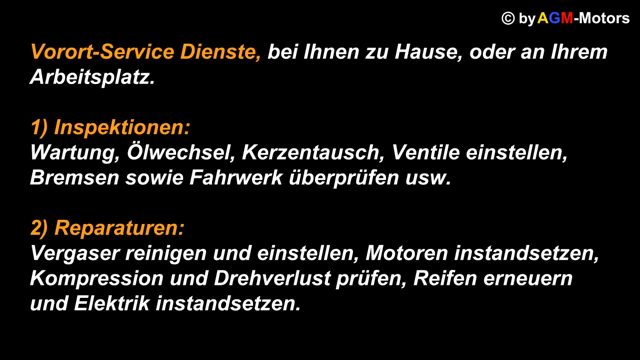 © by AGM-Motors
Vorort-Service Dienste, bei Ihnen zu Hause, oder an Ihrem
Arbeitsplatz.
1) Inspektionen:
Wartung, Ölwechsel, Kerzentausch, Ventile einstellen,
Bremsen sowie Fahrwerk überprüfen usw.
2) Reparaturen:
Vergaser reinigen und einstellen, Motoren instandsetzen,
Kompression und Drehverlust prüfen, Reifen erneuern
und Elektrik instandsetzen.